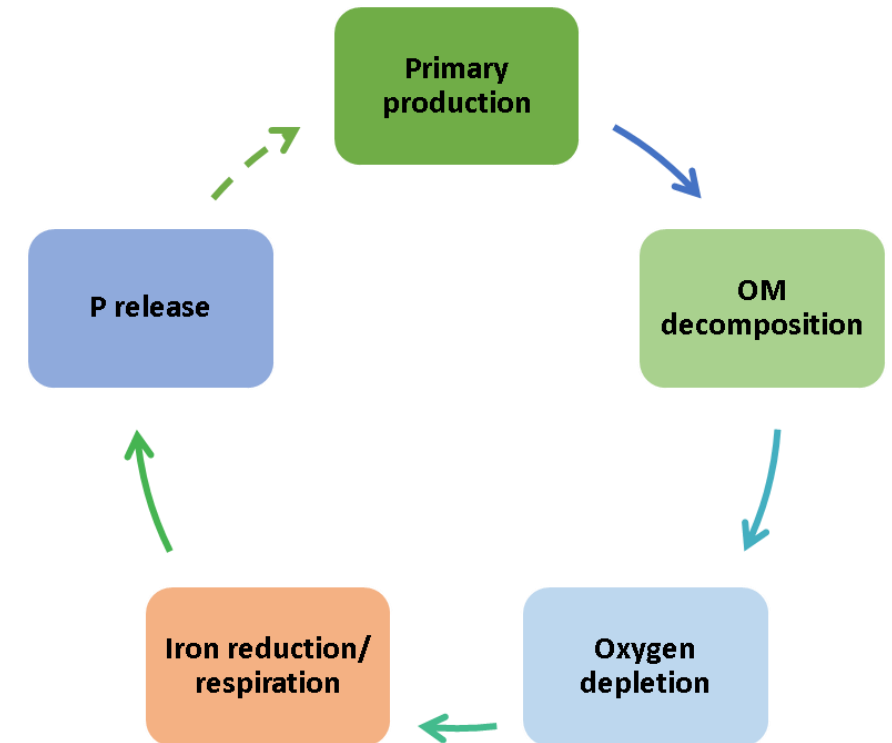 Primary
production
OM
decomposition
Oxygen
depletion
Iron reduction/
respiration
P release